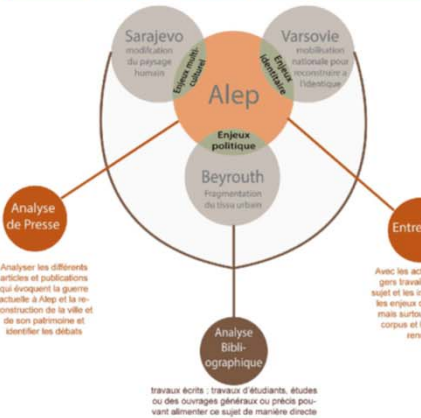 Sarajevo
modification
du paysage
humain
Enjeux multi-
culturel
Varsovie
mobilisation
nationale pour
reconstruire a
l'identique
Enjeux
identitaire
Alep
Enjeux
politique
Beyrouth
Fragmentation
du tissu urbain
Analyse
de Presse
Analyser les différents
articles et publications
qui évoquent la guerre
actuelle à Alep et la re-
construction de la ville et
de son patrimoine et
identifier les débats
Entre
Avec les ac
gers travai
sujet et les i
les enjeux
mais surtou
corpus et
ren
Analyse
Bibli-
ographique
travaux écrits : travaux d'étudiants, études
ou des ouvrages généraux ou précis pou-
vant alimenter ce sujet de manière directe